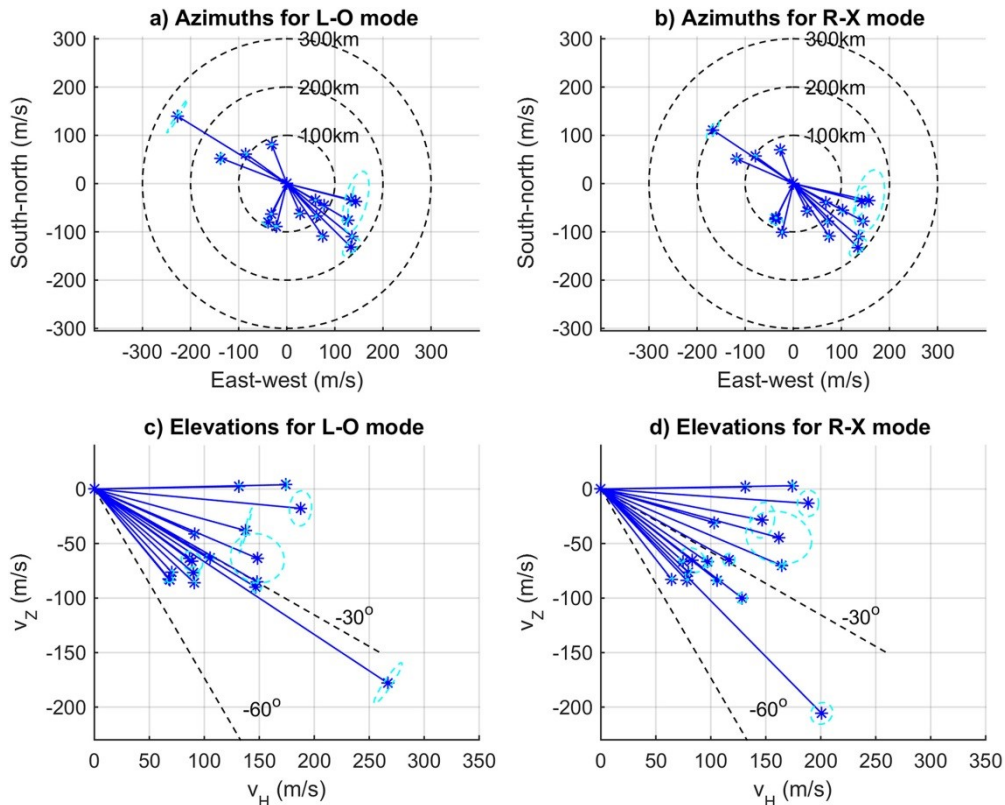 a) Azimuths for L-O mode
300
200
100
0
-100
-200
-300
South-north (m/s)
300km
200km
100km
-300 -200 -100 0 100 200 300
East-west (m/s)
b) Azimuths for R-X mode
300
200
100
0
-100
-200
-300
South-north (m/s)
300km
200km
100km
-300 -200 -100 0 100 200 300
East-west (m/s)
c) Elevations for L-O mode
0
-50
-100
-150
-200
v_Z (m/s)
-30°
-60°
0 50 100 150 200 250 300 350
v_H (m/s)
d) Elevations for R-X mode
0
-50
-100
-150
-200
v_Z (m/s)
-30°
-60°
0 50 100 150 200 250 300 350
v_H (m/s)